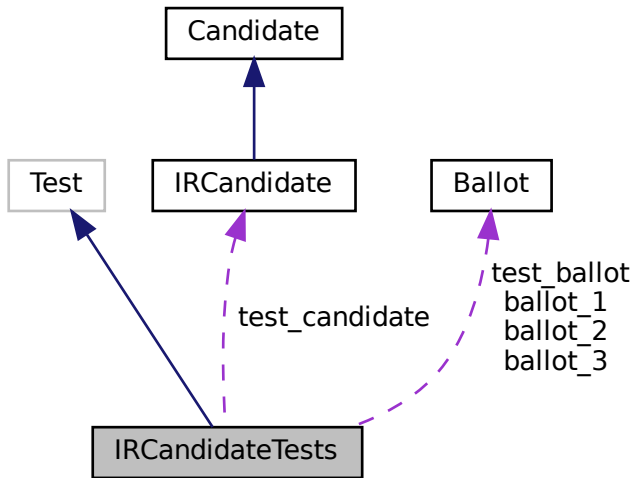 Candidate
Test
IRCandidate
Ballot
test_candidate
test_ballot
ballot_1
ballot_2
ballot_3
IRCandidateTests